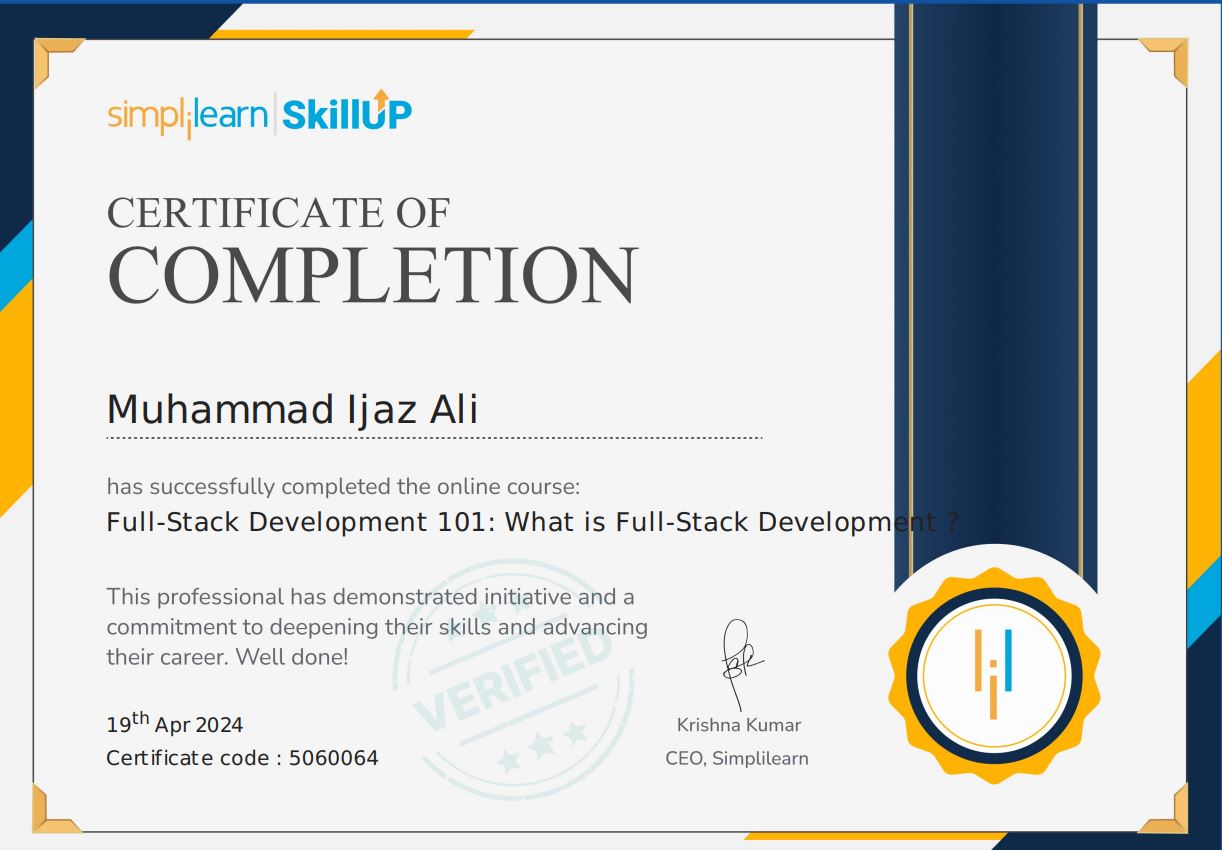 simplilearn | SkillUP
CERTIFICATE OF
COMPLETION
Muhammad Ijaz Ali
has successfully completed the online course:
Full-Stack Development 101: What is Full-Stack Development ?
This professional has demonstrated initiative and a
commitment to deepening their skills and advancing
their career. Well done!
VERIFIED
19th Apr 2024
Certificate code : 5060064
Krishna Kumar
CEO, Simplilearn